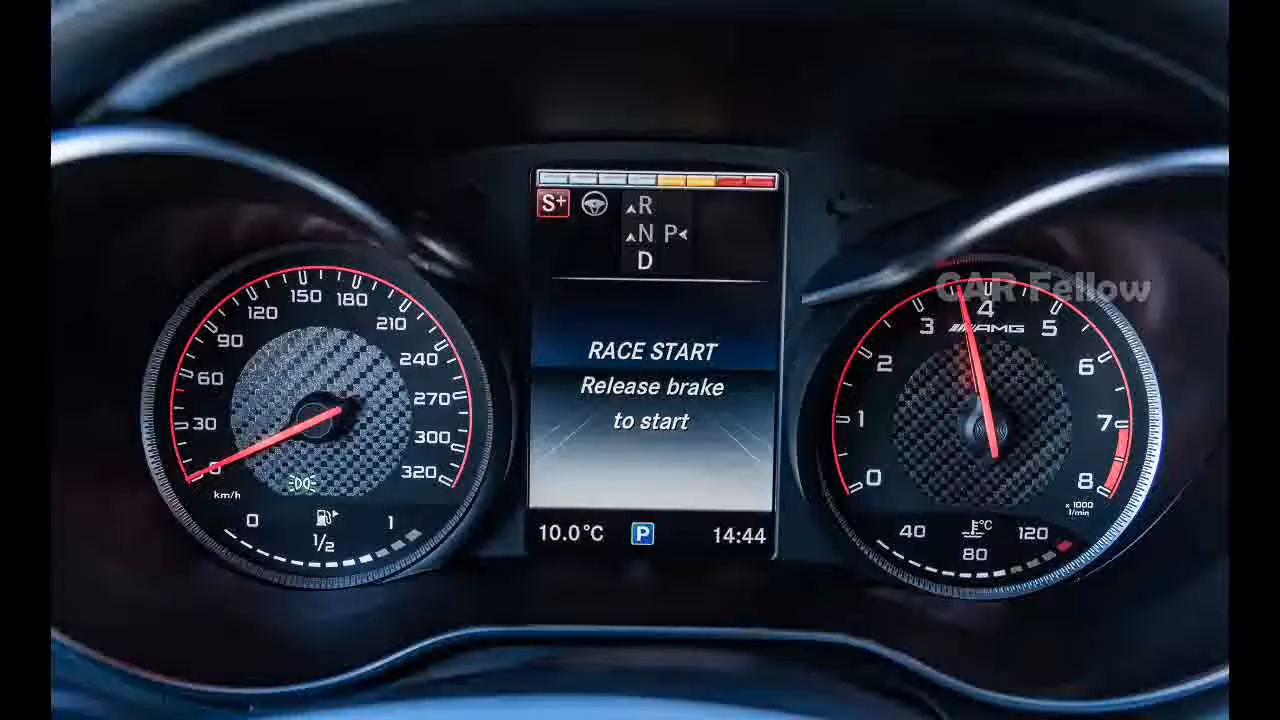 0
30
60
90
120
150
180
210
240
270
300
320
km/h
0
1/2
1
S+
R
N P
D
RACE START
Release brake
to start
10.0°C P 14:44
CAR Fellow
0
1
2
3
4
5
6
7
8
AMG
x 1000
1/min
40
80
120
°C